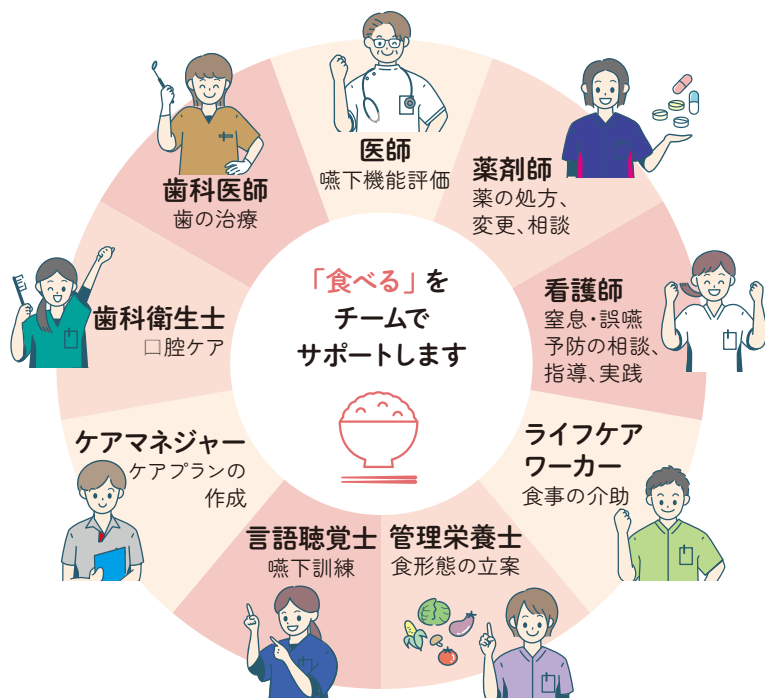 「食べる」を
チームで
サポートします
医師
嚥下機能評価
薬剤師
薬の処方、
変更、相談
看護師
窒息・誤嚥
予防の相談、
指導、実践
ライフケア
ワーカー
食事の介助
管理栄養士
食形態の立案
言語聴覚士
嚥下訓練
ケアマネジャー
ケアプランの
作成
歯科衛生士
口腔ケア
歯科医師
歯の治療